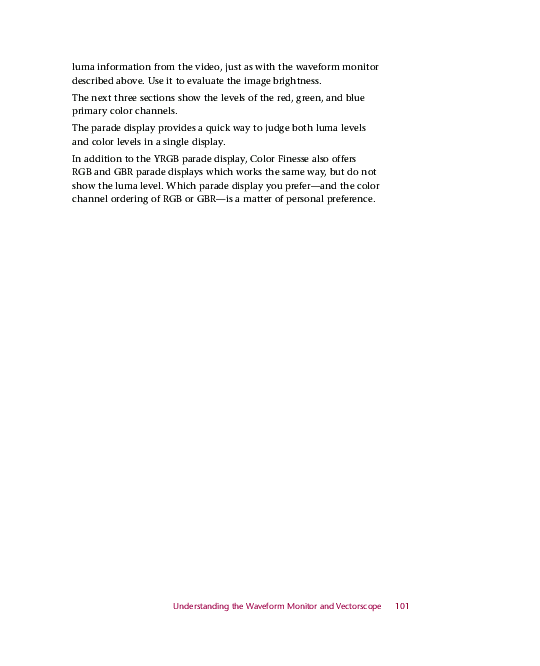 luma information from the video, just as with the waveform monitor
described above. Use it to evaluate the image brightness.
The next three sections show the levels of the red, green, and blue
primary color channels.
The parade display provides a quick way to judge both luma levels
and color levels in a single display.
In addition to the YRGB parade display, Color Finesse also offers
RGB and GBR parade displays which works the same way, but do not
show the luma level. Which parade display you prefer—and the color
channel ordering of RGB or GBR—is a matter of personal preference.
Understanding the Waveform Monitor and Vectorscope 101